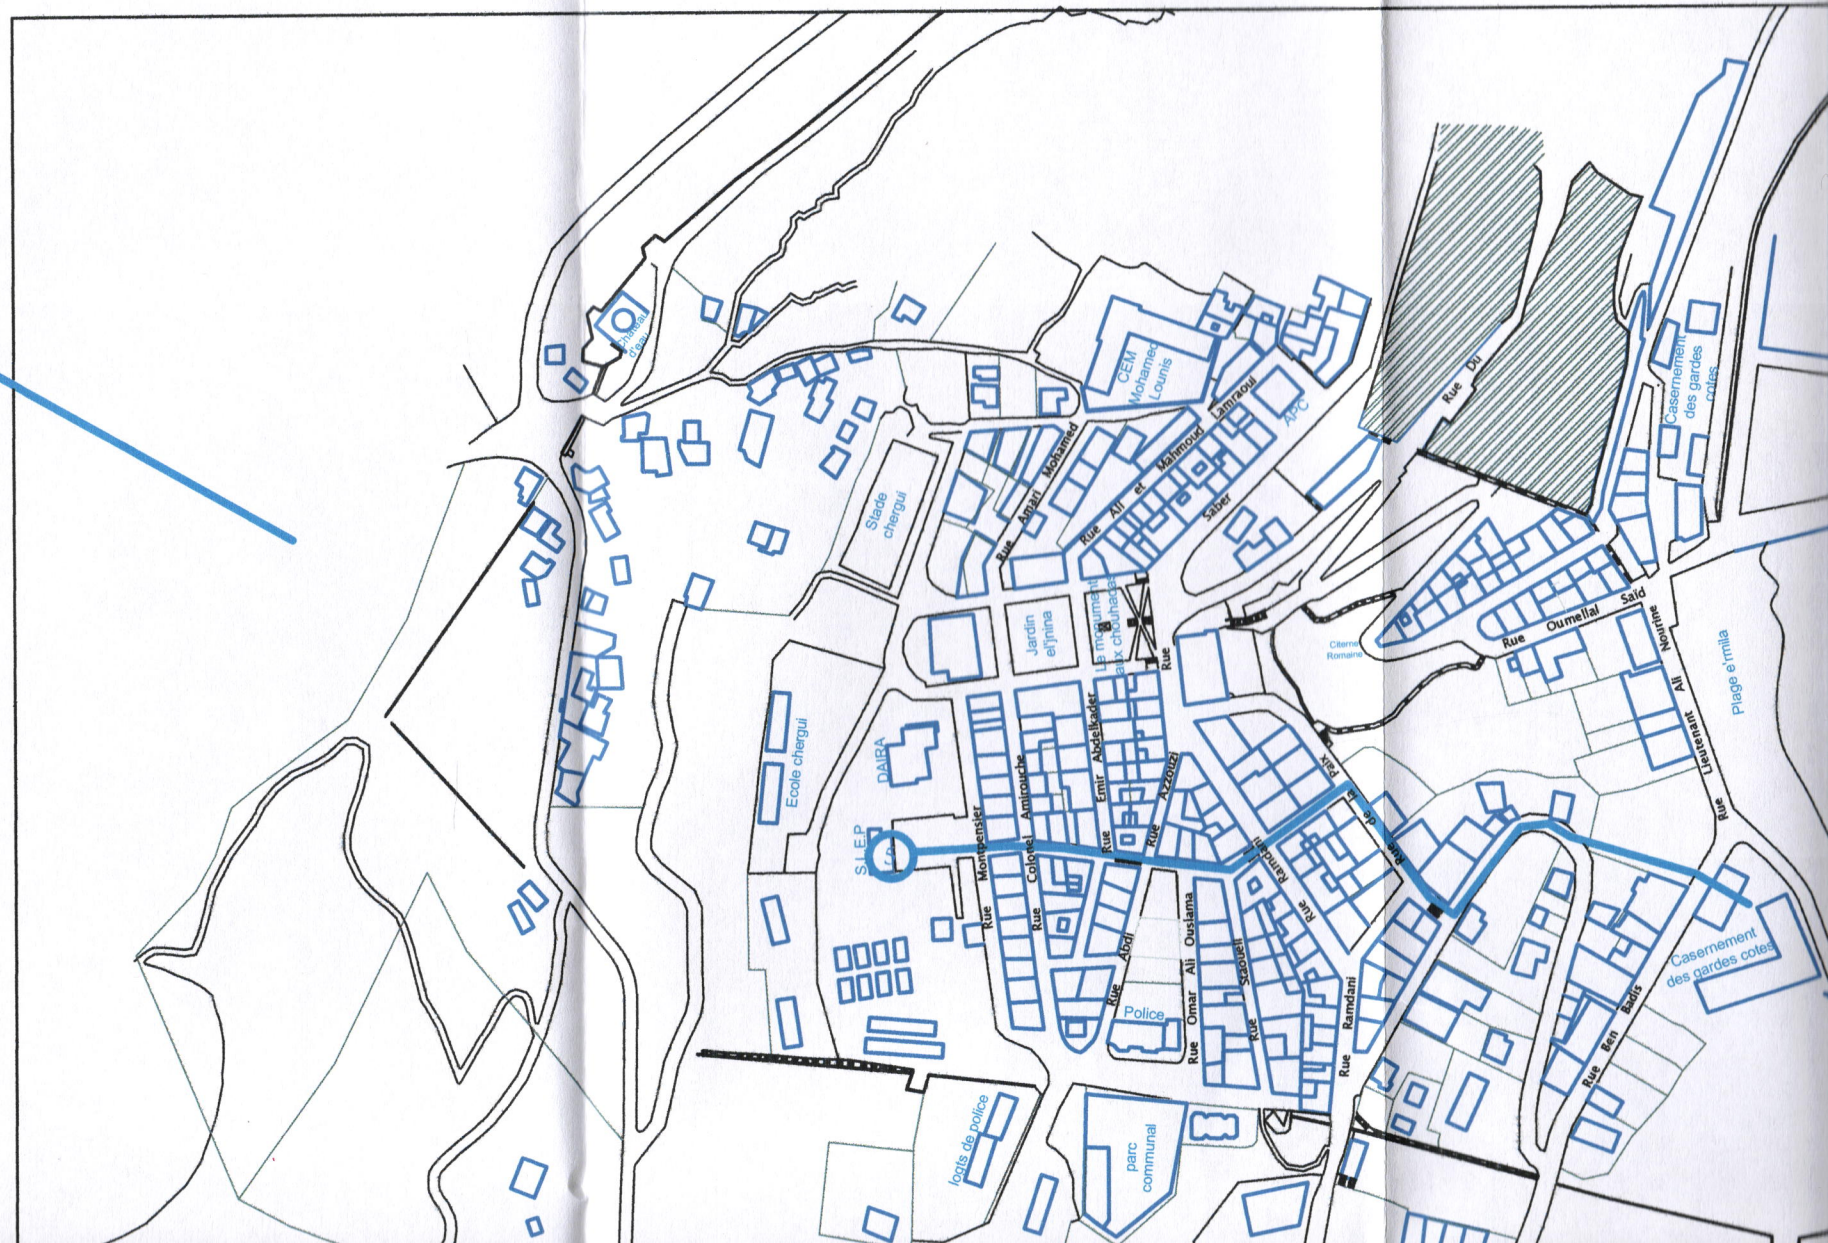 Château
d'eau
CEM
Mohamed
Lounis
Rue Du
Casernement
des gardes
cotes
Lamraoui
APC
Rue Amari Mohamed
Rue Ali et Mahmoud
Saber
Stade
chergui
Jardin
el'jnina
Le monument
aux chouhadas
Rue
Citerne
Romaine
Rue Oumellal Saïd
Rue Lieutenant Ali Nourine
Plage e'rmila
Ecole chergui
DAIRA
S.L.E.P
Rue Montpensier
Rue Colonel Amirouche
Rue Emir Abdelkader
Rue Azzouzi
Rue Ramdani
Rue de la Paix
Rue Abdi
Rue Omar Ali Ouslama
Rue Staoueli
Rue Ramdani
Police
Casernement
des gardes cotes
Rue Ben Badis
logts de police
parc
communal